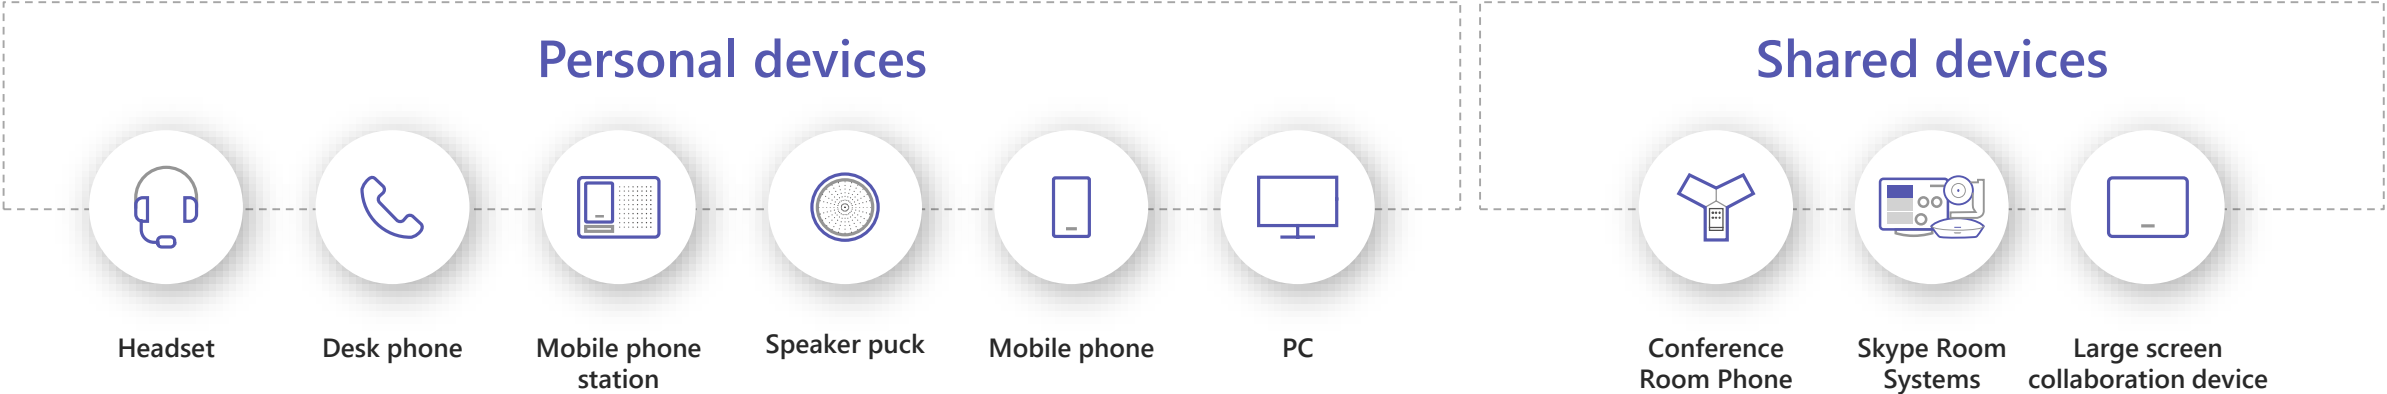 Personal devices
Headset
Desk phone
Mobile phone
station
Speaker puck
Mobile phone
PC
Shared devices
Conference
Room Phone
Skype Room
Systems
Large screen
collaboration device